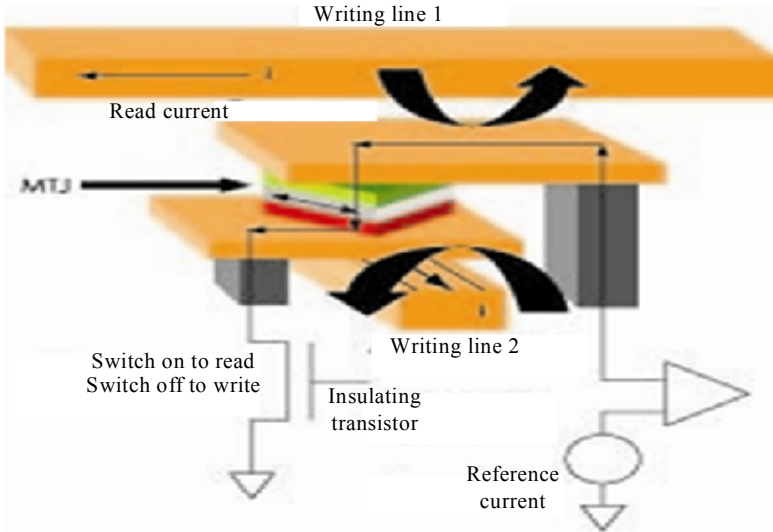 Writing line 1
Read current
MTJ
Writing line 2
Switch on to read
Switch off to write
Insulating
transistor
Reference
current